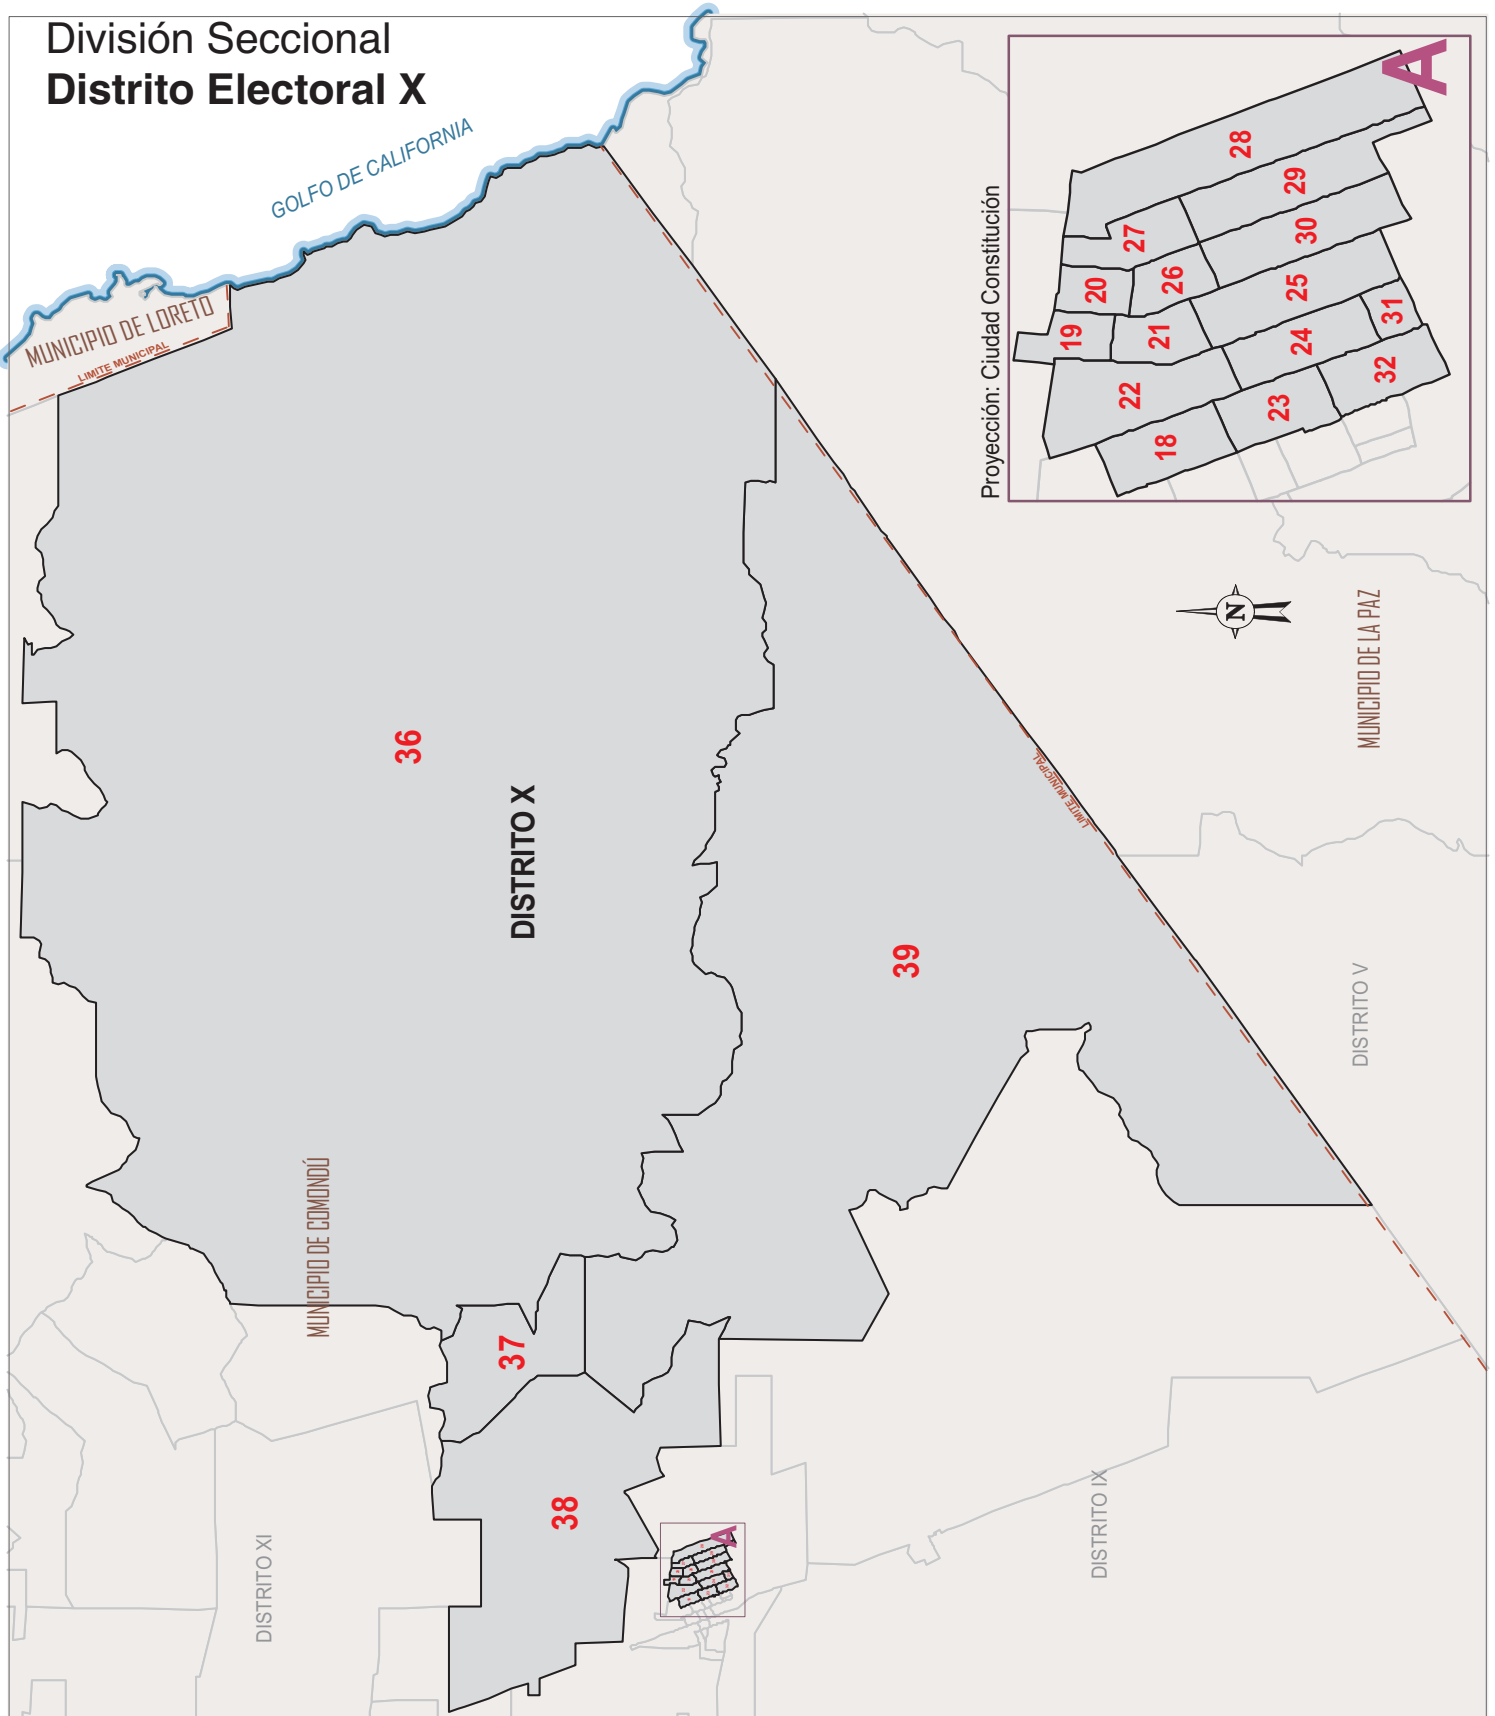 División Seccional
Distrito Electoral X
GOLFO DE CALIFORNIA
MUNICIPIO DE LORETO
LIMITE MUNICIPAL
Proyección: Ciudad Constitución
A
28
29
27
30
26
20
25
19
21
24
31
22
32
23
18
N
MUNICIPIO DE LA PAZ
36
DISTRITO X
LIMITE MUNICIPAL
39
DISTRITO V
MUNICIPIO DE COMONDÚ
37
38
A
DISTRITO IX
DISTRITO XI